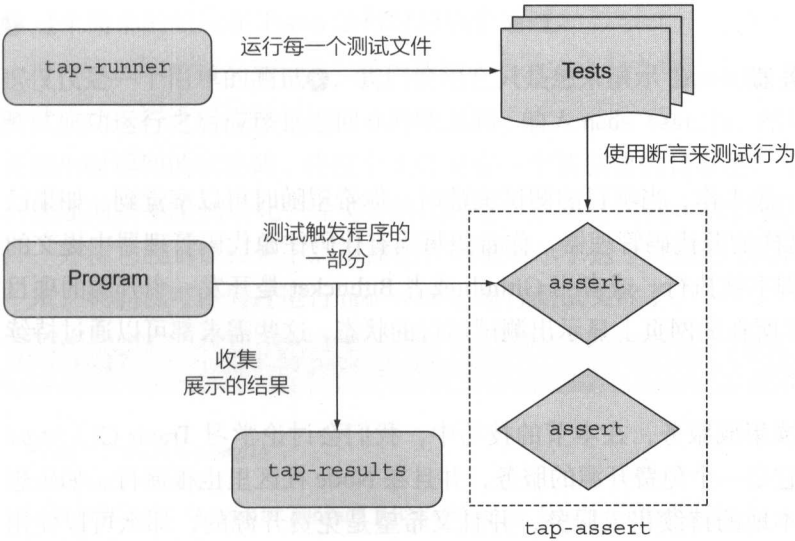 tap-runner
运行每一个测试文件
Tests
使用断言来测试行为
测试触发程序的
一部分
Program
assert
收集
展示的结果
assert
tap-results
tap-assert